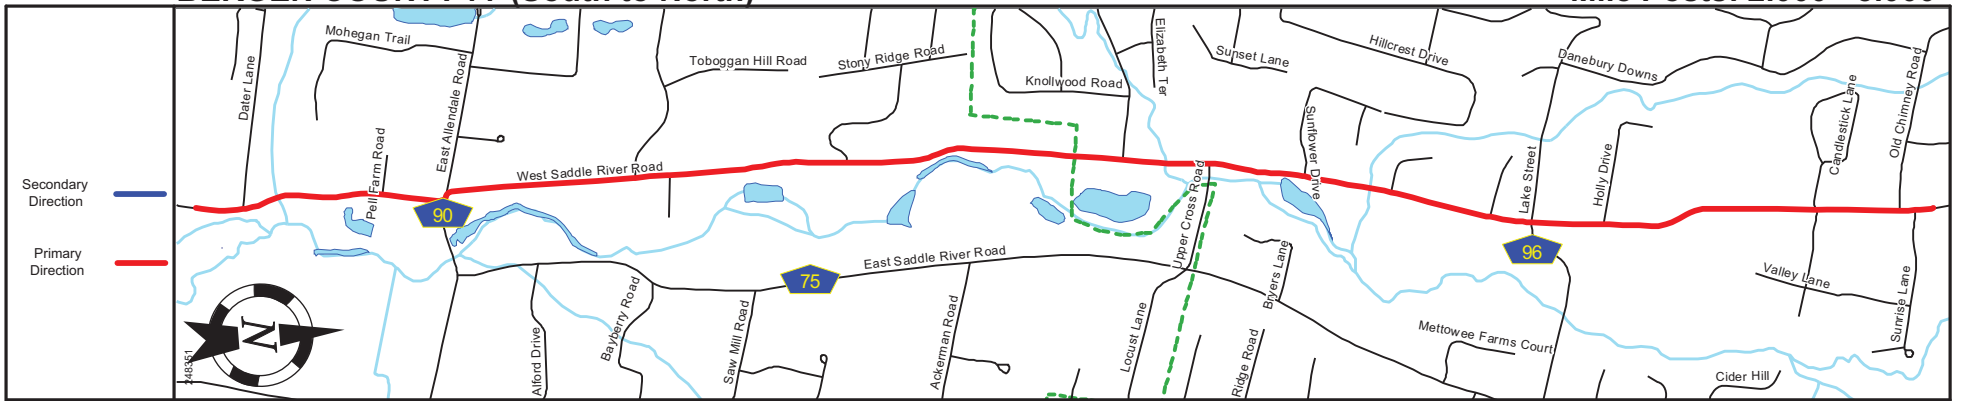 Secondary
Direction
Primary
Direction
Dater Lane
Mohegan Trail
Pell Farm Road
East Allendale Road
90
West Saddle River Road
Toboggan Hill Road
Stony Ridge Road
Knollwood Road
Elizabeth Ter
Sunset Lane
Hillcrest Drive
Sunflower Drive
Danebury Downs
Lake Street
Holly Drive
Candlestick Lane
Old Chimney Road
96
75
East Saddle River Road
Upper Cross Road
Bryers Lane
Valley Lane
Sunrise Lane
N
248351
Alford Drive
Bayberry Road
Saw Mill Road
Ackerman Road
Locust Lane
Ridge Road
Mettowee Farms Court
Cider Hill